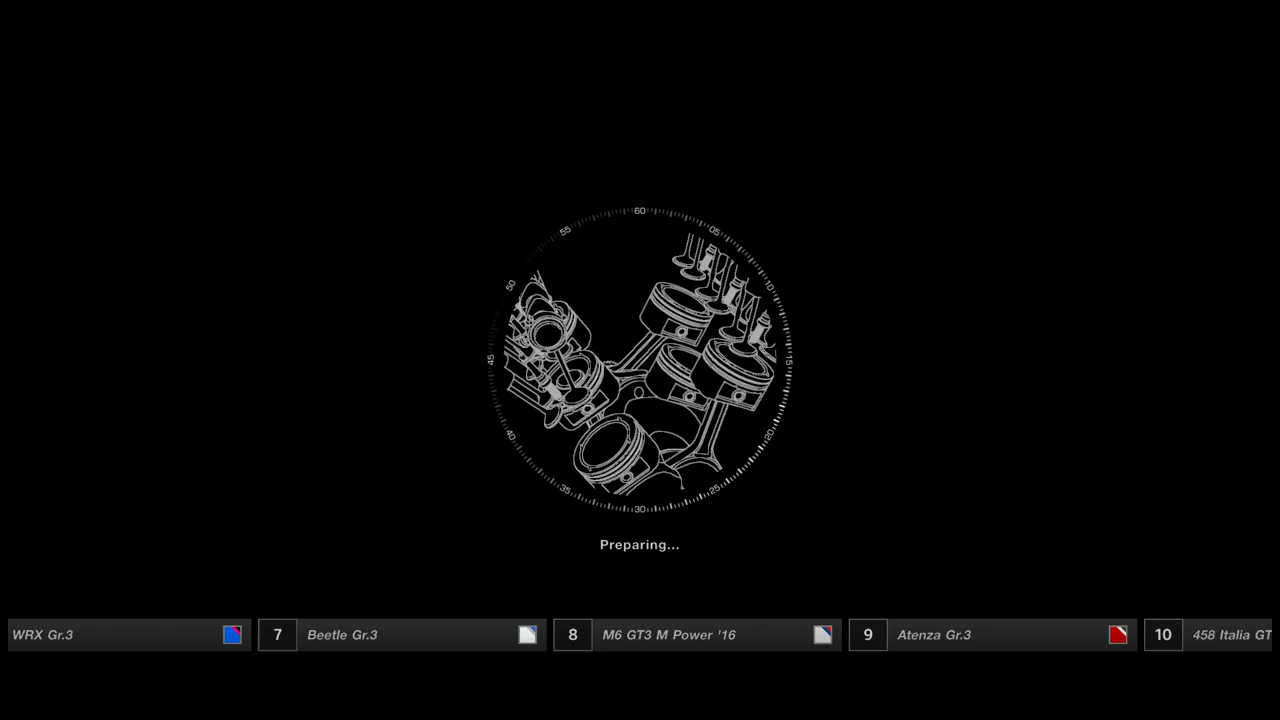 60
55
05
50
10
45
15
40
20
35
25
30
Preparing...
WRX Gr.3
7 Beetle Gr.3
8 M6 GT3 M Power '16
9 Atenza Gr.3
10 458 Italia GT